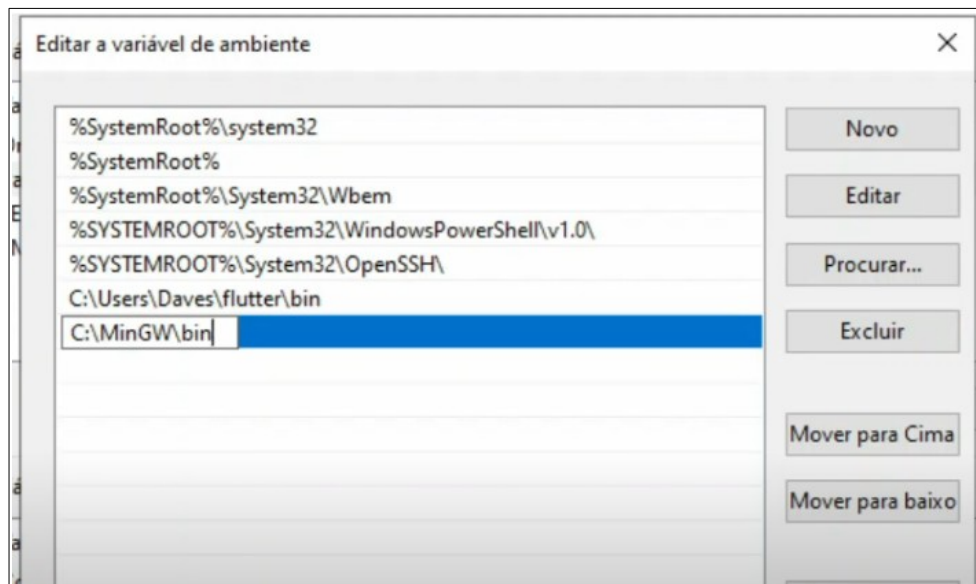 Editar a variável de ambiente
%SystemRoot%\system32
%SystemRoot%
%SystemRoot%\System32\Wbem
%SYSTEMROOT%\System32\WindowsPowerShell\v1.0\
%SYSTEMROOT%\System32\OpenSSH\
C:\Users\Daves\flutter\bin
C:\MinGW\bin
Novo
Editar
Procurar...
Excluir
Mover para Cima
Mover para baixo